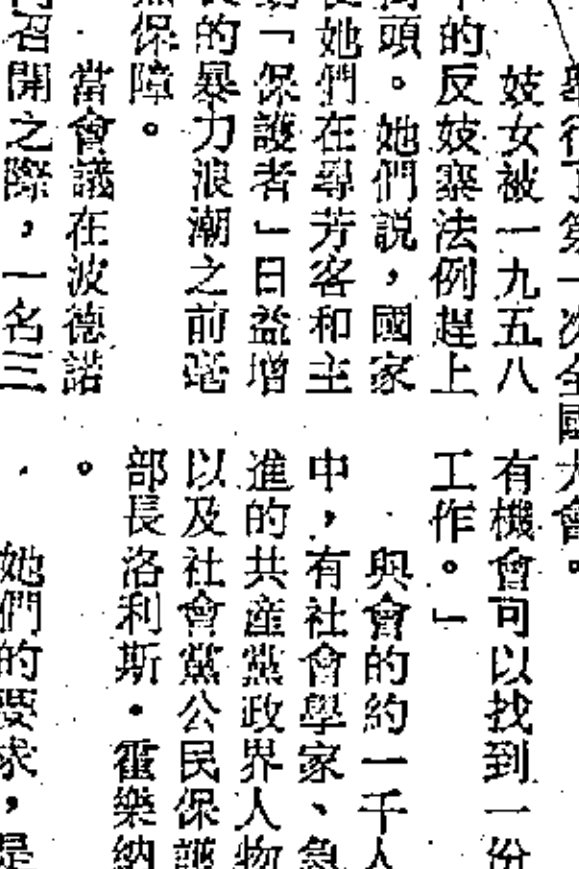 舉行了第一次全國大會。
妓女被一九五八
年的反妓寨法例趕上
街頭。她們說，國家
使她們在尋芳客和主
動「保護者」日益增
長的暴力浪潮之前毫
無保障。
當會議在波德諾
召開之際，一名三
有機會可以找到一份
工作。」
與會的約一千人
中，有社會學家、急
進的共產黨政界人物
以及社會黨公民保護
部長洛利斯・霍樂納
。
她們的要求，是